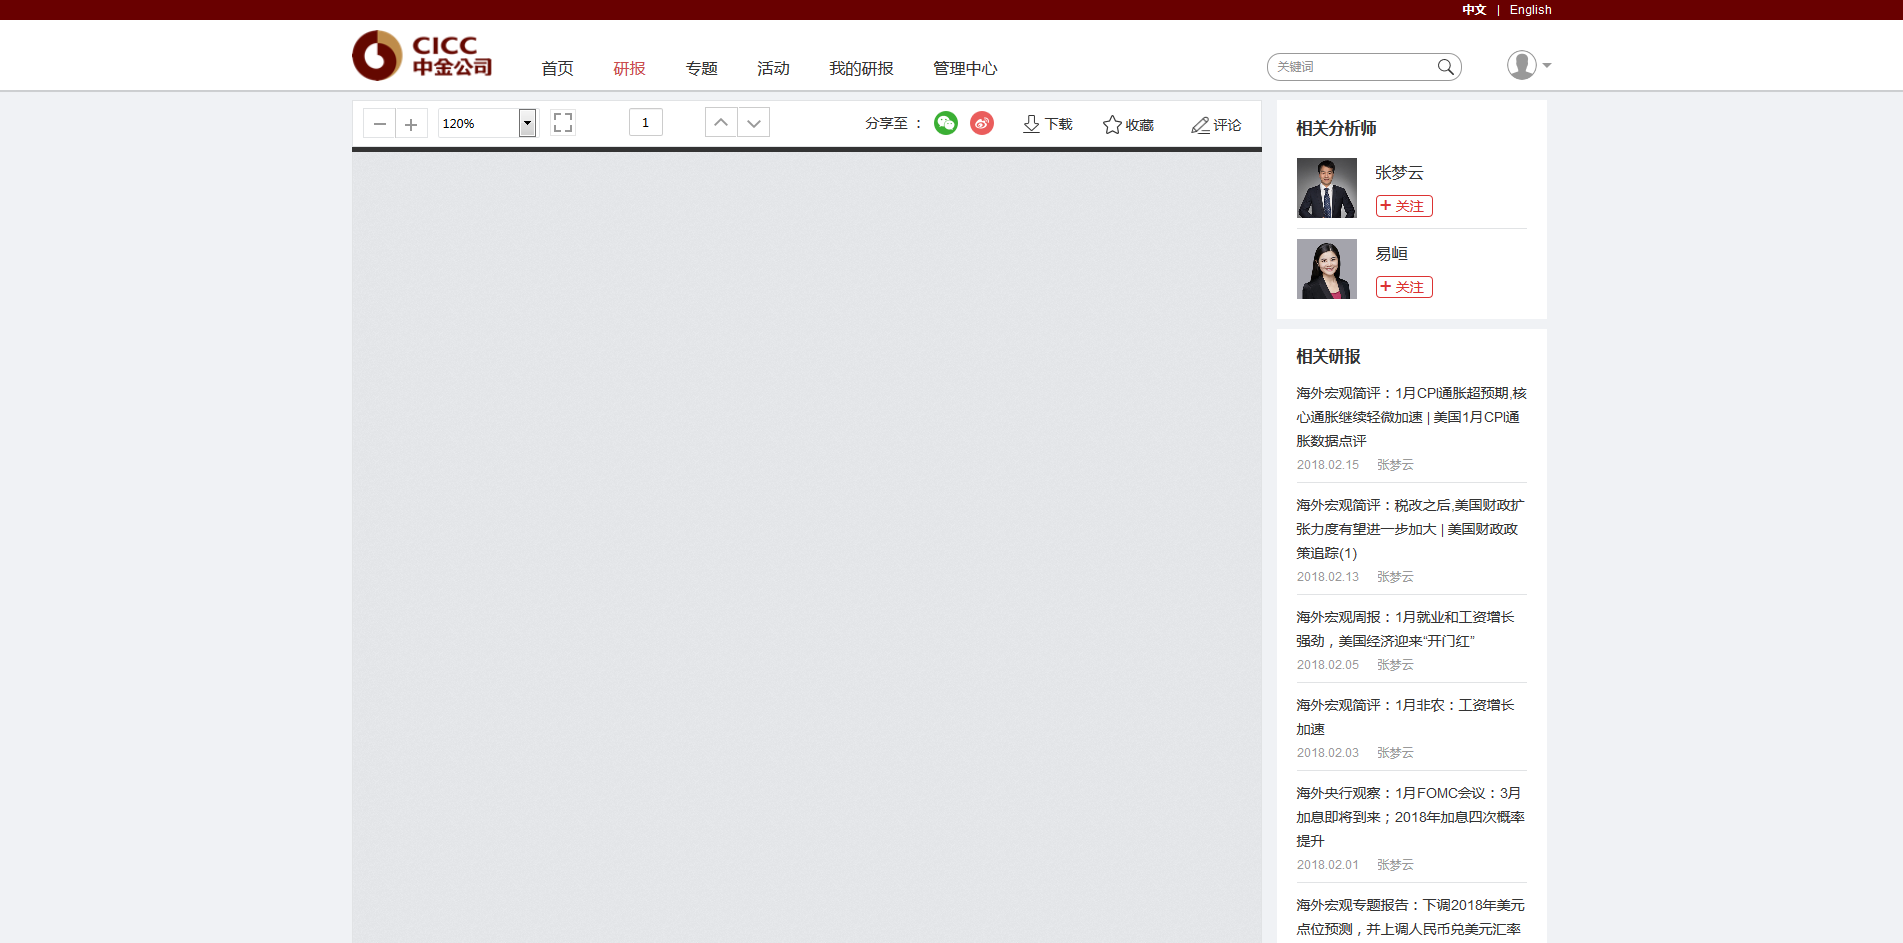 中文 | English
CICC
中金公司
首页 研报 专题 活动 我的研报 管理中心
关键词
120%
1
分享至：
下载
收藏
评论
相关分析师
张梦云
+ 关注
易峘
+ 关注
相关研报
海外宏观简评：1月CPI通胀超预期,核
心通胀继续轻微加速 | 美国1月CPI通
胀数据点评
2018.02.15 张梦云
海外宏观简评：税改之后,美国财政扩
张力度有望进一步加大 | 美国财政政
策追踪(1)
2018.02.13 张梦云
海外宏观周报：1月就业和工资增长
强劲，美国经济迎来“开门红”
2018.02.05 张梦云
海外宏观简评：1月非农：工资增长
加速
2018.02.03 张梦云
海外央行观察：1月FOMC会议：3月
加息即将到来；2018年加息四次概率
提升
2018.02.01 张梦云
海外宏观专题报告：下调2018年美元
点位预测，并上调人民币兑美元汇率